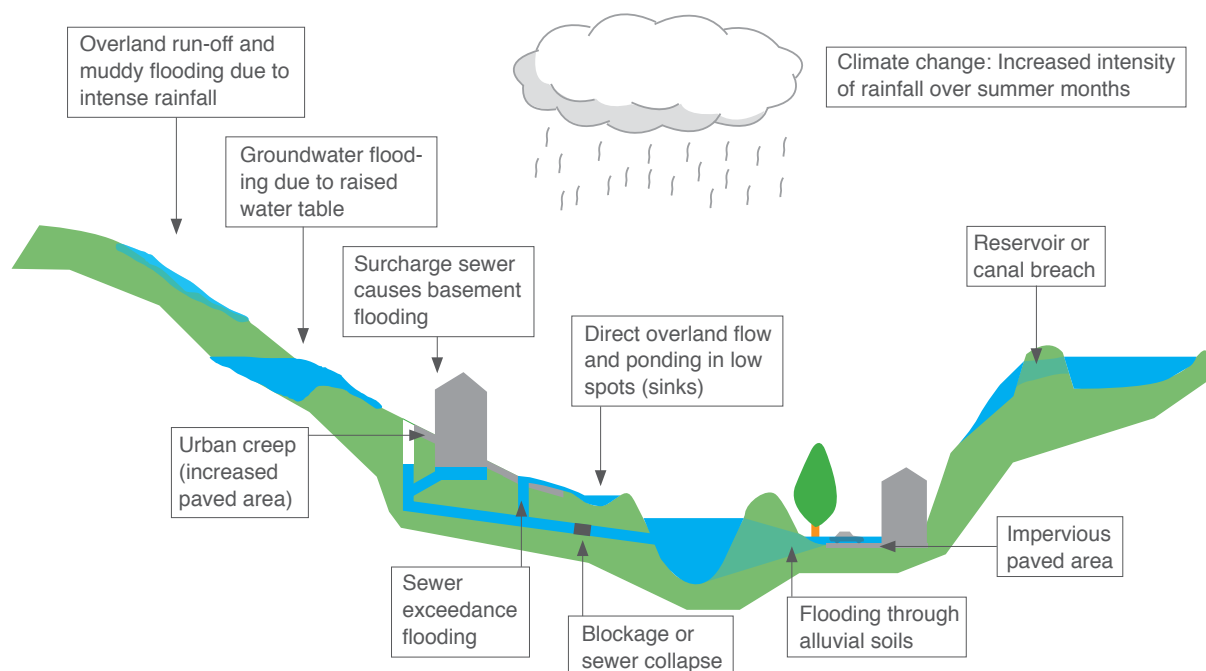 Overland run-off and
muddy flooding due to
intense rainfall
Climate change: Increased intensity
of rainfall over summer months
Groundwater flood-
ing due to raised
water table
Surcharge sewer
causes basement
flooding
Reservoir or
canal breach
Direct overland flow
and ponding in low
spots (sinks)
Urban creep
(increased
paved area)
Sewer
exceedance
flooding
Blockage or
sewer collapse
Flooding through
alluvial soils
Impervious
paved area